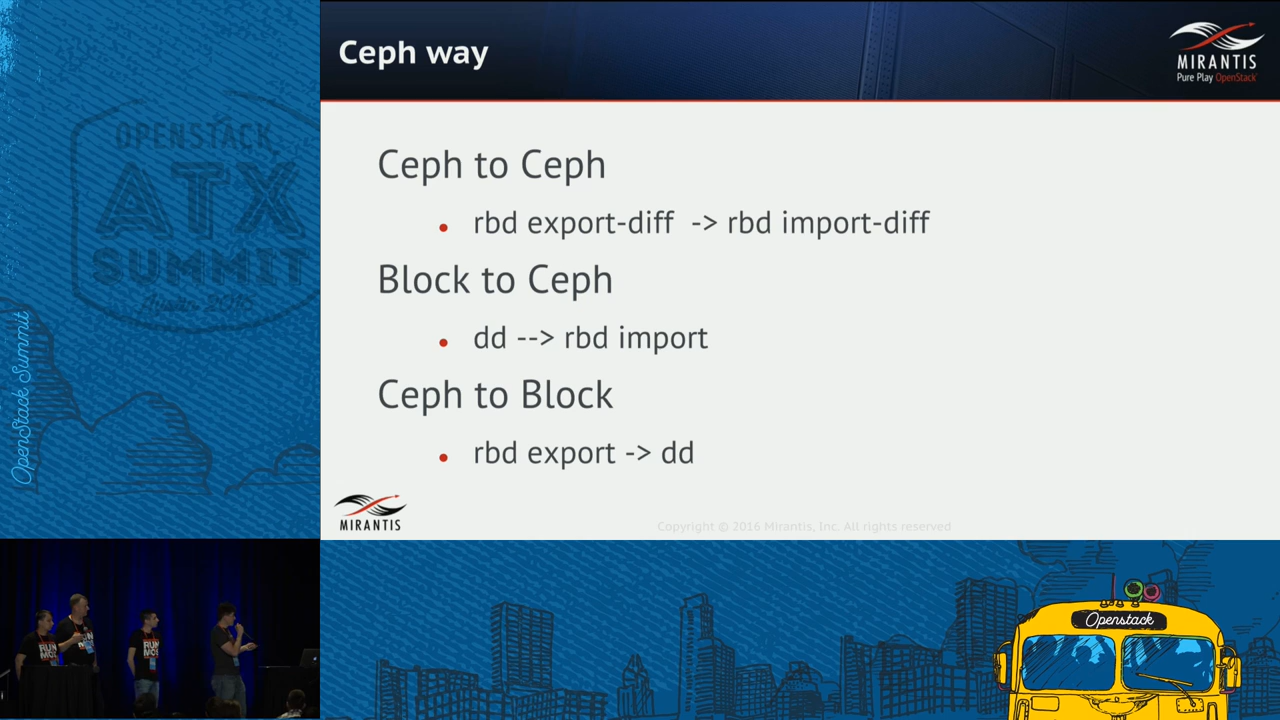 Ceph way
MIRANTIS
Pure Play OpenStack
Ceph to Ceph
rbd export-diff -> rbd import-diff
Block to Ceph
dd --> rbd import
Ceph to Block
rbd export -> dd
MIRANTIS
Copyright © 2016 Mirantis, Inc. All rights reserved
OPENSTACK
ATX
SUMMIT
Austin 2016
OpenStack Summit
Openstack